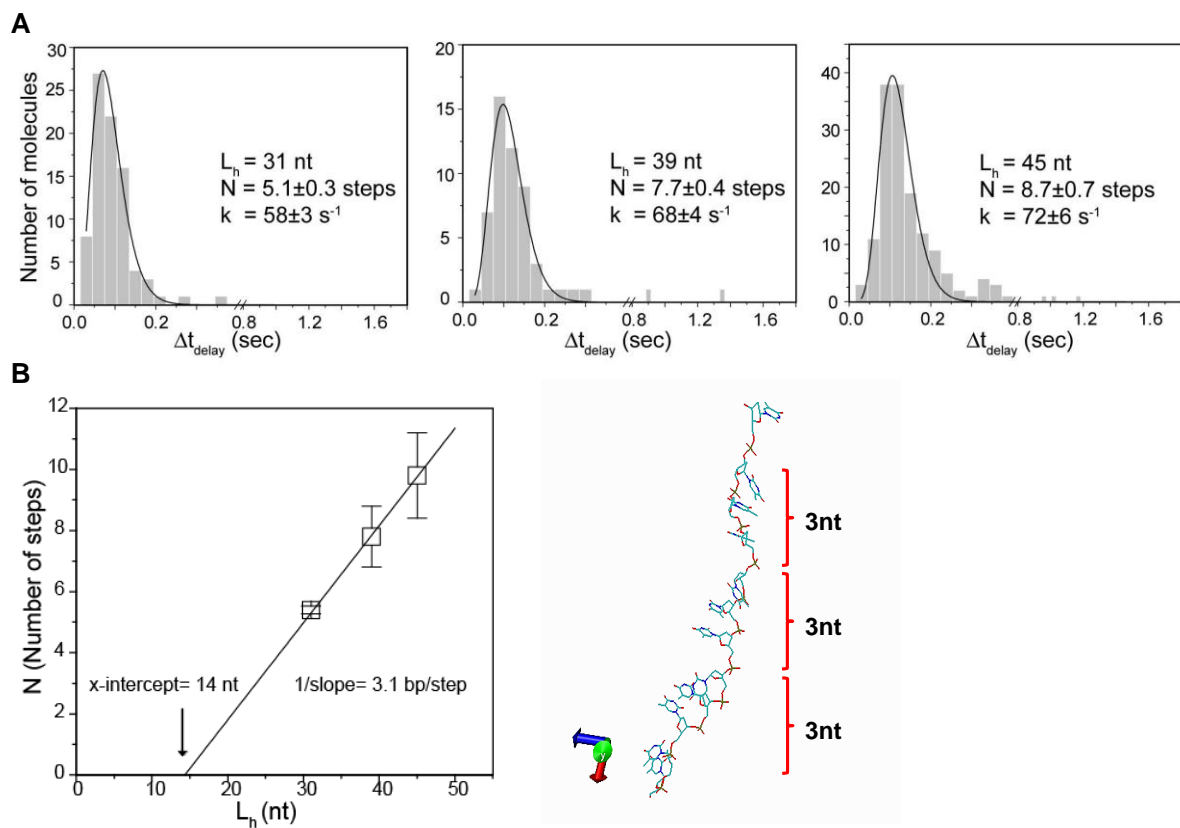 A
30
25
20
15
10
5
0
Number of molecules
L_h = 31 nt
N = 5.1±0.3 steps
k = 58±3 s⁻¹
0.0 0.2 0.8 1.2 1.6
Δt_delay (sec)
20
15
10
5
0
L_h = 39 nt
N = 7.7±0.4 steps
k = 68±4 s⁻¹
0.0 0.2 0.8 1.2 1.6
Δt_delay (sec)
40
30
20
10
0
L_h = 45 nt
N = 8.7±0.7 steps
k = 72±6 s⁻¹
0.0 0.2 0.8 1.2 1.6
Δt_delay (sec)
B
12
10
8
6
4
2
0
N (Number of steps)
x-intercept= 14 nt
1/slope= 3.1 bp/step
0 10 20 30 40 50
L_h (nt)
3nt
3nt
3nt